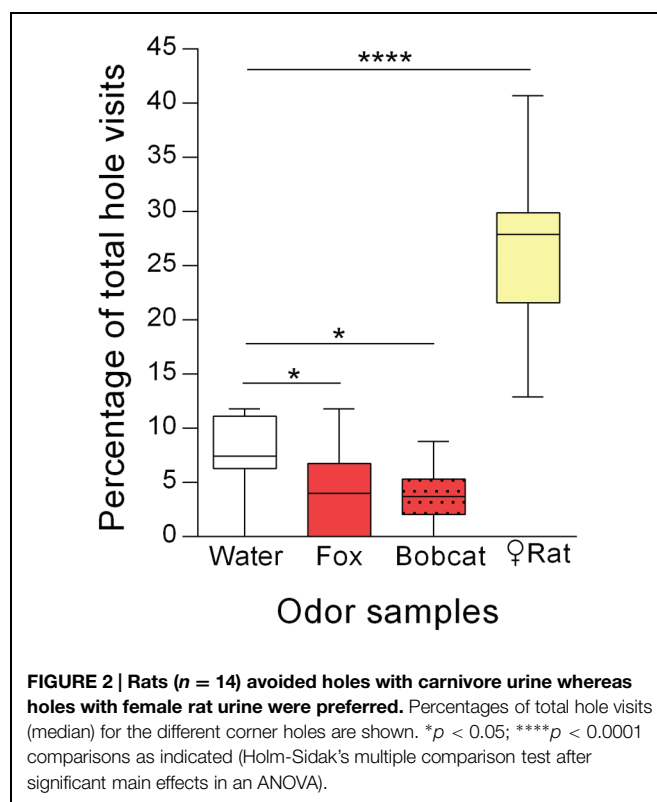 45
40
35
30
25
20
15
10
5
0
Percentage of total hole visits
****
*
*
Water Fox Bobcat ♀Rat
Odor samples
FIGURE 2 | Rats (n = 14) avoided holes with carnivore urine whereas
holes with female rat urine were preferred. Percentages of total hole visits
(median) for the different corner holes are shown. *p < 0.05; ****p < 0.0001
comparisons as indicated (Holm-Sidak's multiple comparison test after
significant main effects in an ANOVA).